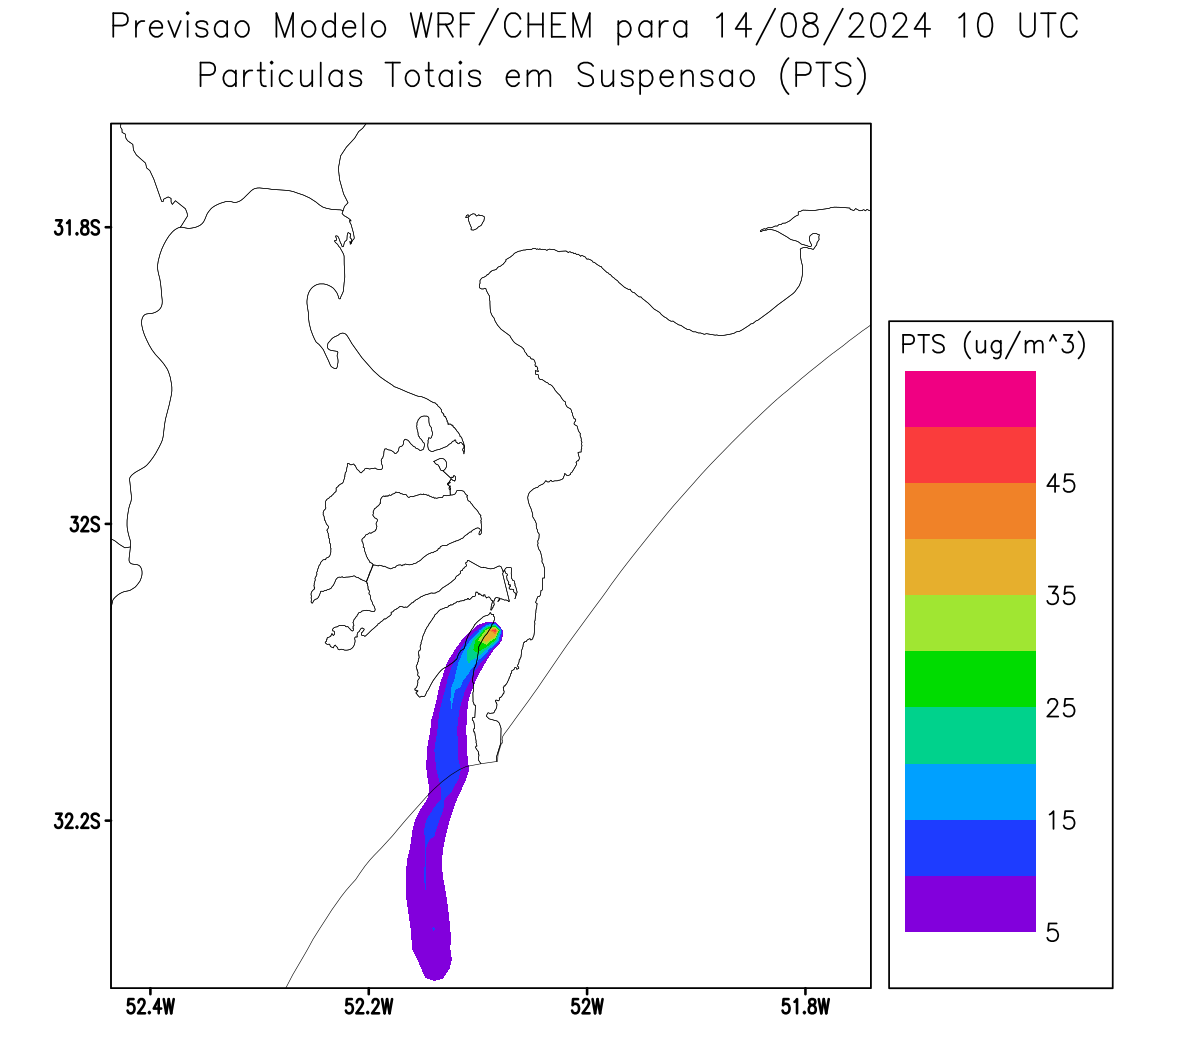 Previsao Modelo WRF/CHEM para 14/08/2024 10 UTC
Particulas Totais em Suspensao (PTS)
31.8S
32S
32.2S
52.4W
52.2W
52W
51.8W
PTS (ug/m^3)
45
35
25
15
5